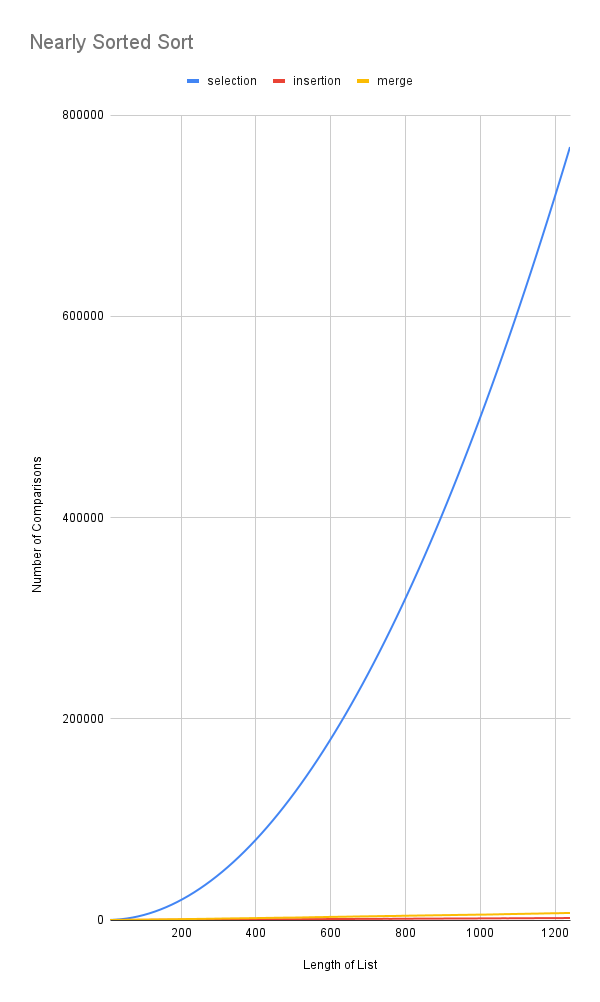 Nearly Sorted Sort
selection insertion merge
800000
600000
400000
200000
0
Number of Comparisons
200 400 600 800 1000 1200
Length of List